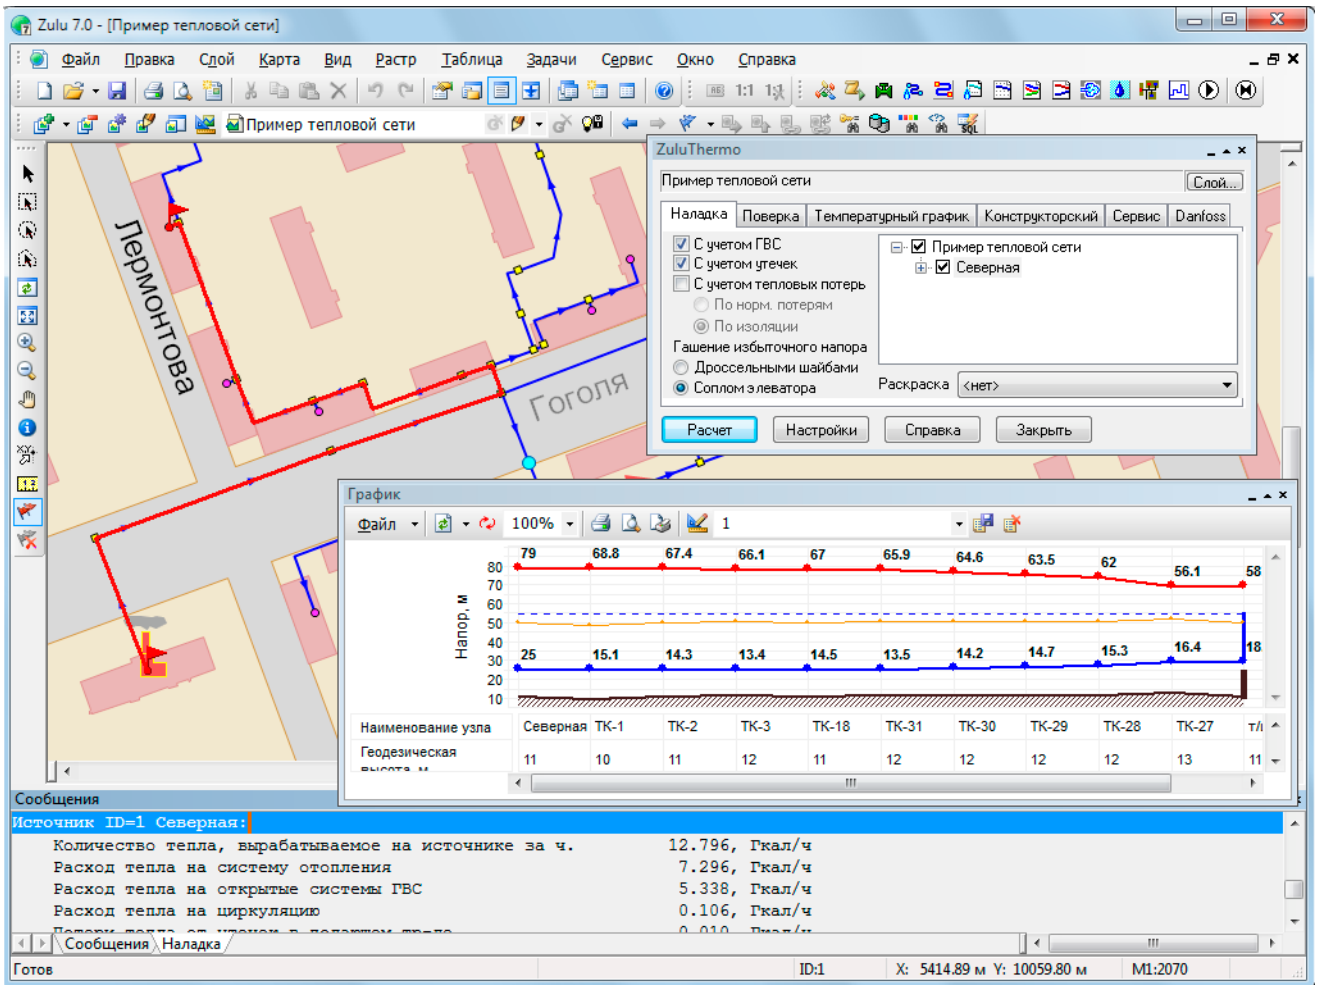 Zulu 7.0 - [Пример тепловой сети]
Файл Правка Слой Карта Вид Растр Таблица Задачи Сервис Окно Справка
1:1
Пример тепловой сети
SQL
Лермонтова
Гоголя
ZuluThermo
Пример тепловой сети Слой...
Наладка Поверка Температурный график Конструкторский Сервис Danfoss
С учетом ГВС
С учетом утечек
С учетом тепловых потерь
По норм. потерям
По изоляции
Гашение избыточного напора
Дроссельными шайбами
Соплом элеватора
Пример тепловой сети
Северная
Раскраска <нет>
Расчет Настройки Справка Закрыть
График
Файл 100% 1
Напор, м
80
70
60
50
40
30
20
10
79 68.8 67.4 66.1 67 65.9 64.6 63.5 62 56.1 58
25 15.1 14.3 13.4 14.5 13.5 14.2 14.7 15.3 16.4 18
Наименование узла Северная ТК-1 ТК-2 ТК-3 ТК-18 ТК-31 ТК-30 ТК-29 ТК-28 ТК-27
Геодезическая
высота, м 11 10 11 12 11 12 12 12 12 13 11
Сообщения
Источник ID=1 Северная:
Количество тепла, вырабатываемое на источнике за ч. 12.796, Гкал/ч
Расход тепла на систему отопления 7.296, Гкал/ч
Расход тепла на открытые системы ГВС 5.338, Гкал/ч
Расход тепла на циркуляцию 0.106, Гкал/ч
Сообщения Наладка
Готов ID:1 X: 5414.89 м Y: 10059.80 м М1:2070